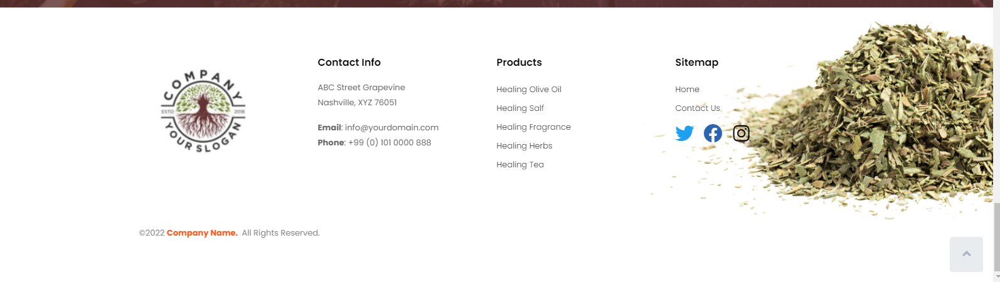 COMPANY
ESTD 2018
YOUR SLOGAN
Contact Info
ABC Street Grapevine
Nashville, XYZ 76051
Email: info@yourdomain.com
Phone: +99 (0) 101 0000 888
Products
Healing Olive Oil
Healing Salf
Healing Fragrance
Healing Herbs
Healing Tea
Sitemap
Home
Contact Us
©2022 Company Name. All Rights Reserved.